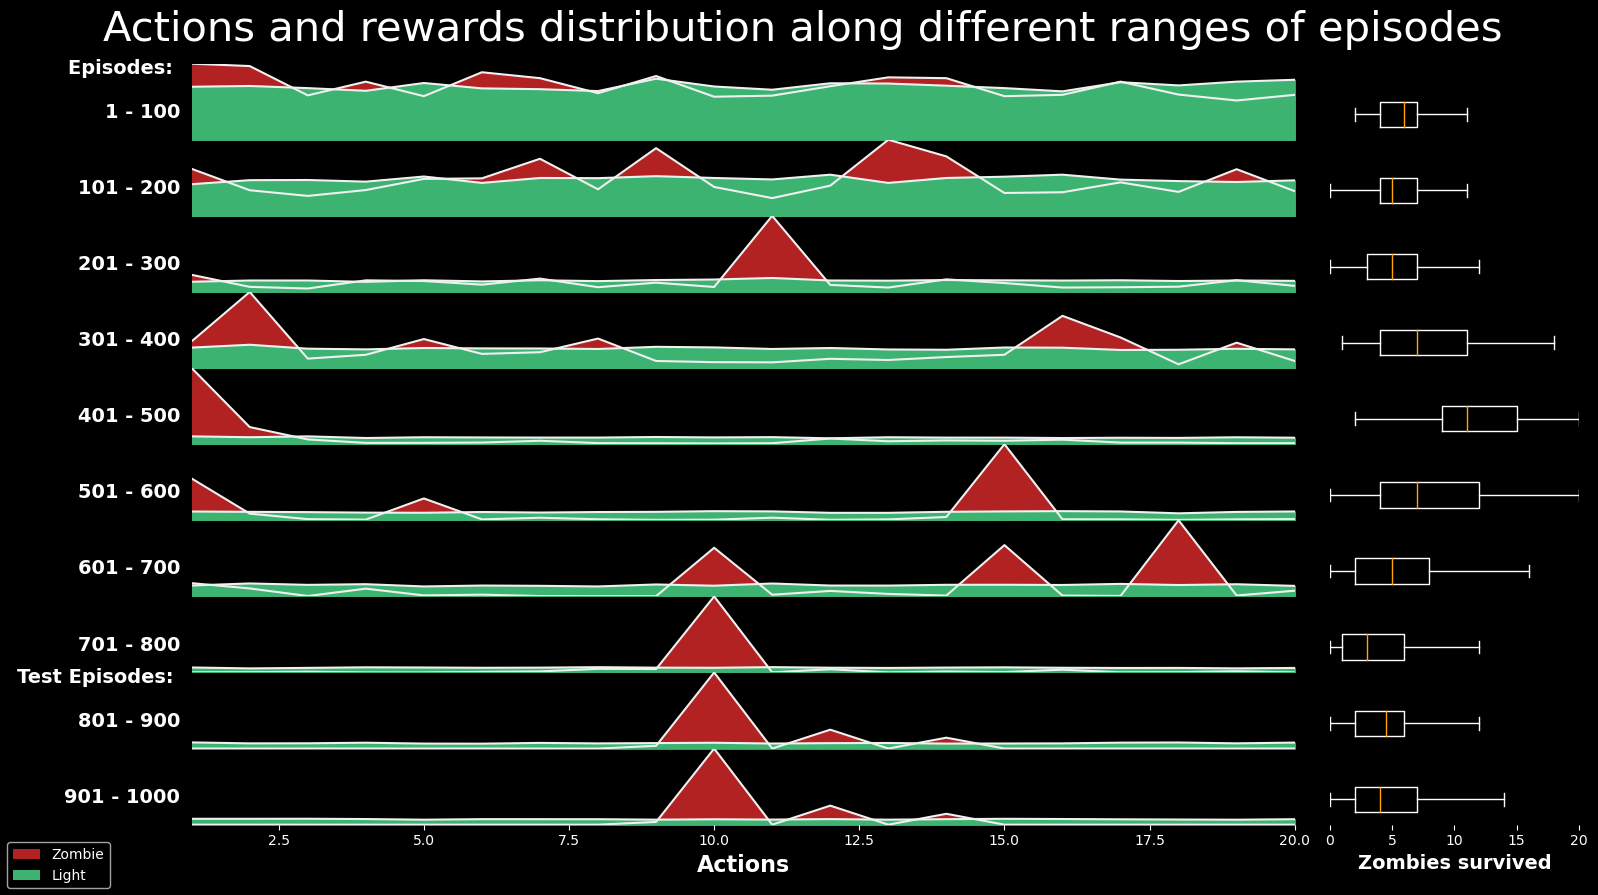 Actions and rewards distribution along different ranges of episodes
Episodes:
1 - 100
101 - 200
201 - 300
301 - 400
401 - 500
501 - 600
601 - 700
701 - 800
Test Episodes:
801 - 900
901 - 1000
2.5 5.0 7.5 10.0 12.5 15.0 17.5 20.0
0 5 10 15 20
Actions
Zombies survived
Zombie
Light